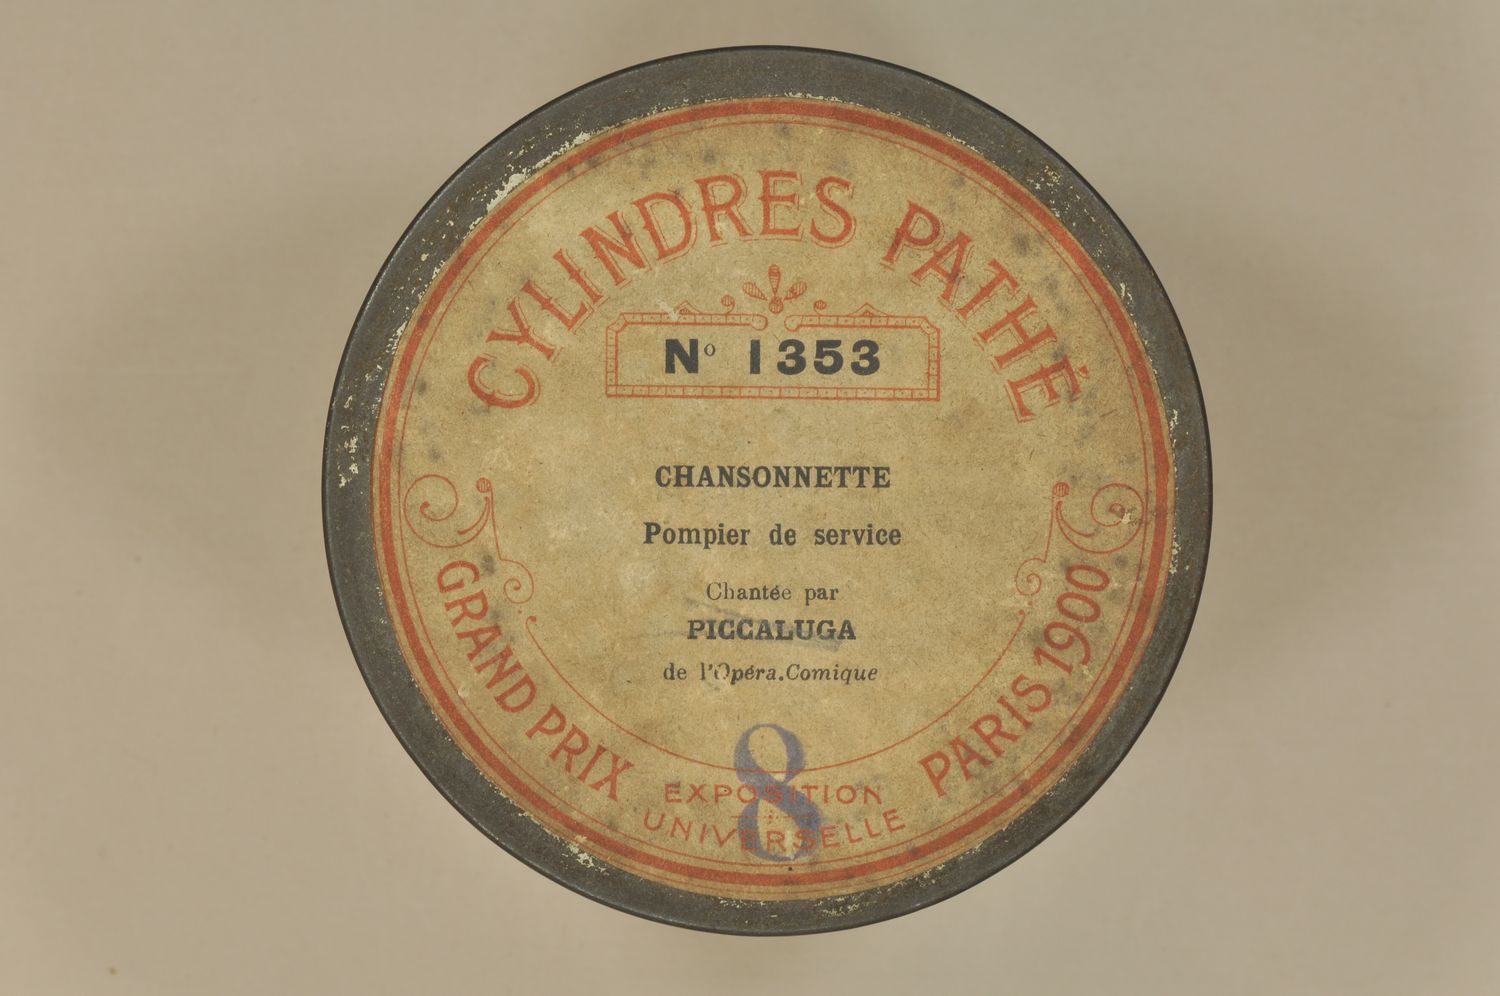 CYLINDRES PATHÉ
Nº 1353
CHANSONNETTE
Pompier de service
Chantée par
PICCALUGA
de l'Opéra.Comique
GRAND PRIX
PARIS 1900
EXPOSITION
UNIVERSELLE
8